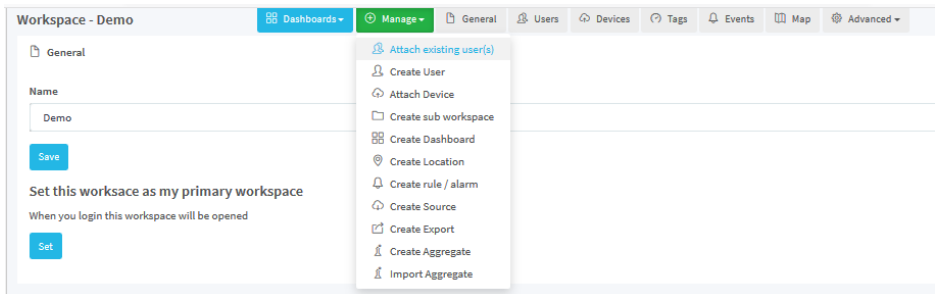 Workspace - Demo
Dashboards
Manage
General
Users
Devices
Tags
Events
Map
Advanced
General
Name
Demo
Save
Set this worksace as my primary workspace
When you login this workspace will be opened
Set
Attach existing user(s)
Create User
Attach Device
Create sub workspace
Create Dashboard
Create Location
Create rule / alarm
Create Source
Create Export
Create Aggregate
Import Aggregate